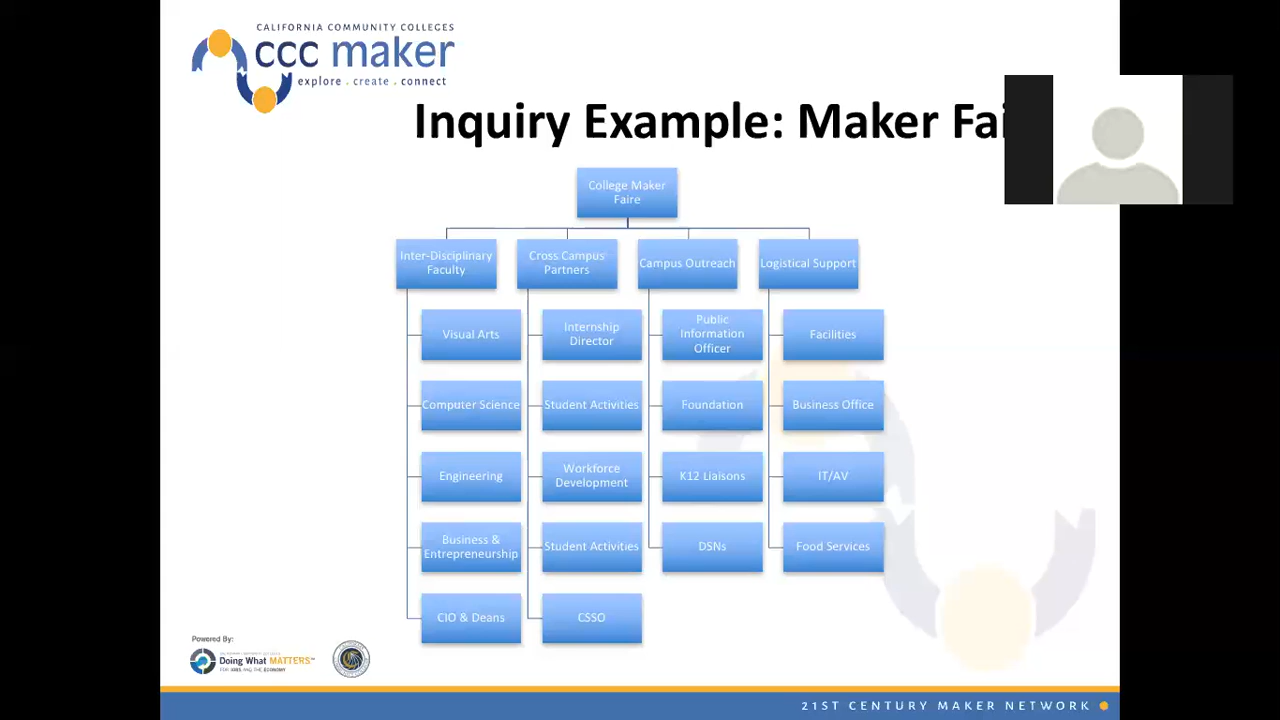 CALIFORNIA COMMUNITY COLLEGES
ccc maker
explore . create . connect
Inquiry Example: Maker Fai
College Maker
Faire
Inter-Disciplinary
Faculty
Visual Arts
Computer Science
Engineering
Business &
Entrepreneurship
CIO & Deans
Cross Campus
Partners
Internship
Director
Student Activities
Workforce
Development
Student Activities
CSSO
Campus Outreach
Public
Information
Officer
Foundation
K12 Liaisons
DSNs
Logistical Support
Facilities
Business Office
IT/AV
Food Services
Powered By:
Doing What MATTERS™
FOR JOBS AND THE ECONOMY
21ST CENTURY MAKER NETWORK